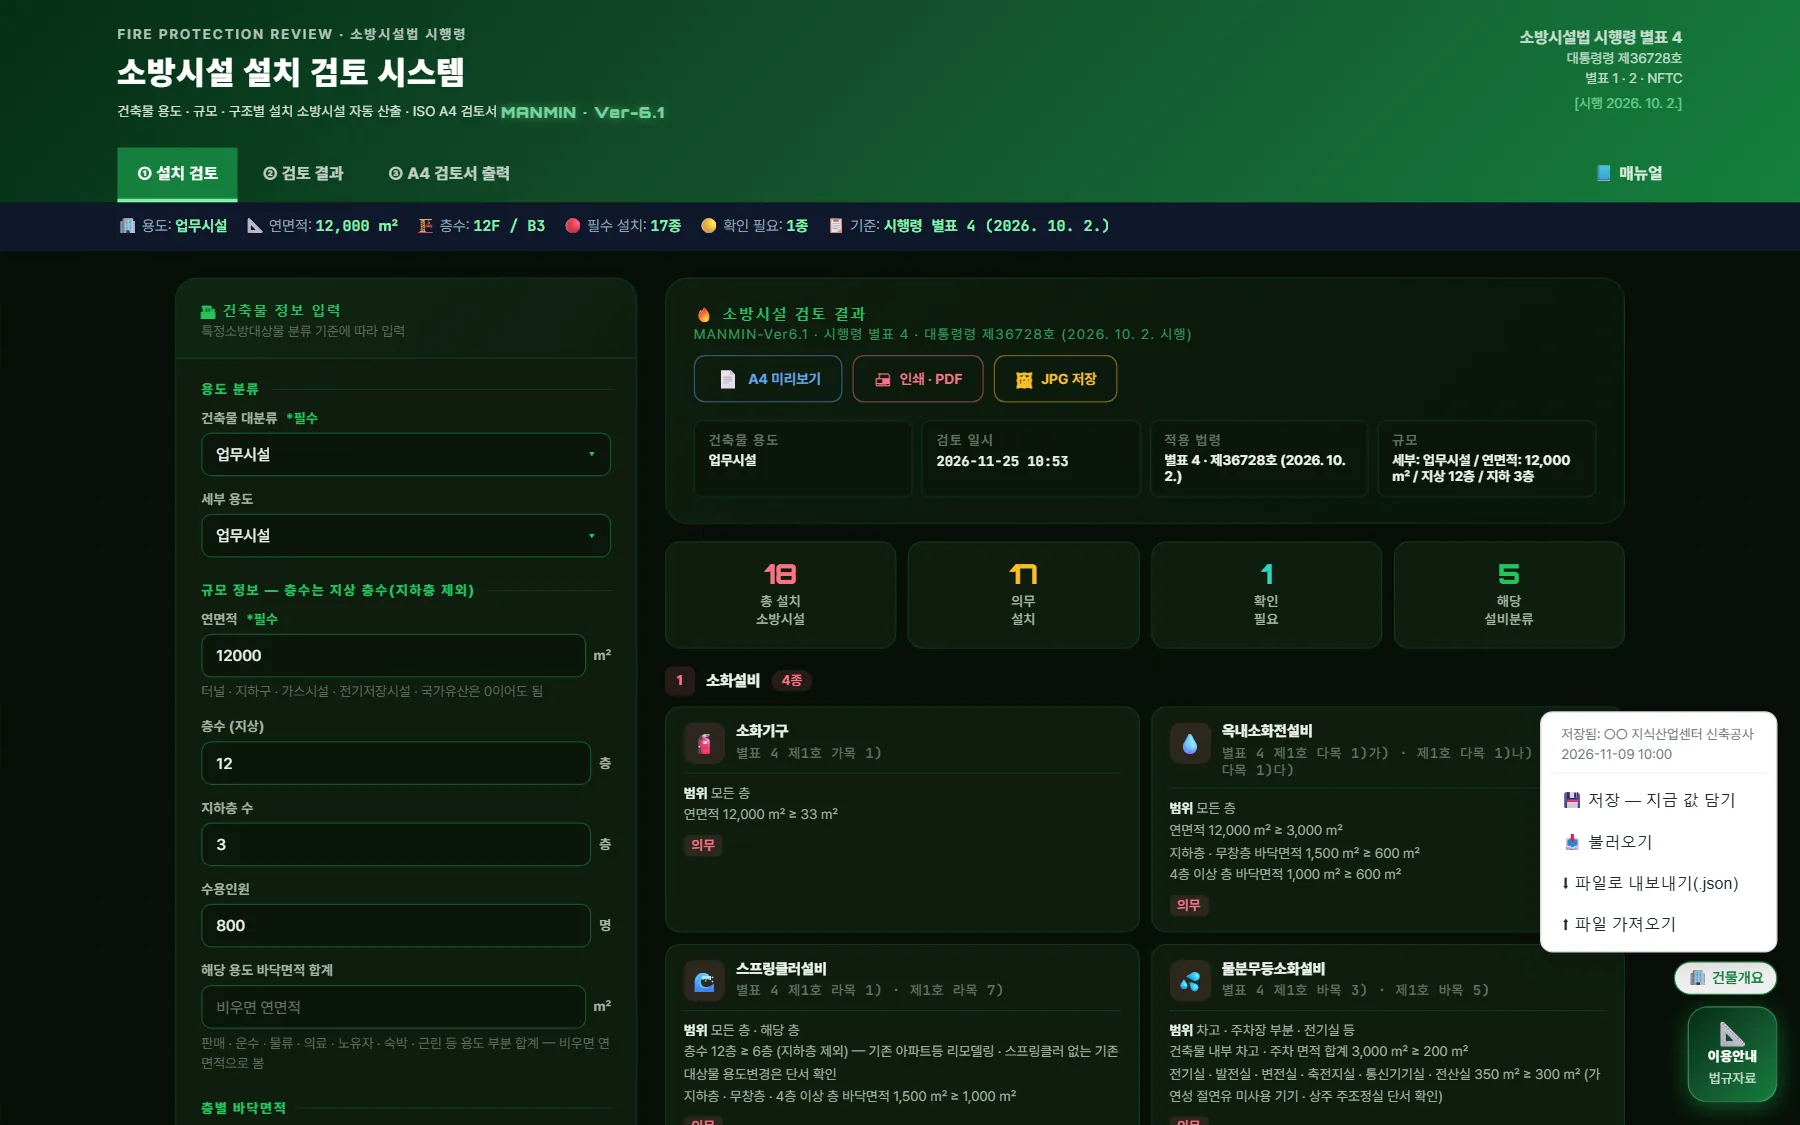 FIRE PROTECTION REVIEW · 소방시설법 시행령
소방시설 설치 검토 시스템
건축물 용도 · 규모 · 구조별 설치 소방시설 자동 산출 · ISO A4 검토서 MANMIN · Ver-6.1
소방시설법 시행령 별표 4
대통령령 제36728호
별표 1 · 2 · NFTC
[시행 2026. 10. 2.]
① 설치 검토
② 검토 결과
③ A4 검토서 출력
매뉴얼
용도: 업무시설 연면적: 12,000 m² 층수: 12F / B3 필수 설치: 17종 확인 필요: 1종 기준: 시행령 별표 4 (2026. 10. 2.)
건축물 정보 입력
특정소방대상물 분류 기준에 따라 입력
용도 분류
건축물 대분류 *필수
업무시설
세부 용도
업무시설
규모 정보 — 층수는 지상 층수(지하층 제외)
연면적 *필수
12000 m²
터널 · 지하구 · 가스시설 · 전기저장시설 · 국가유산은 0이어도 됨
층수 (지상)
12 층
지하층 수
3 층
수용인원
800 명
해당 용도 바닥면적 합계
비우면 연면적 m²
판매 · 운수 · 물류 · 의료 · 노유자 · 숙박 · 근린 등 용도 부분 합계 — 비우면 연
면적으로 봄
층별 바닥면적
소방시설 검토 결과
MANMIN-Ver6.1 · 시행령 별표 4 · 대통령령 제36728호 (2026. 10. 2. 시행)
A4 미리보기
인쇄 · PDF
JPG 저장
건축물 용도
업무시설
검토 일시
2026-11-25 10:53
적용 법령
별표 4 · 제36728호 (2026. 10.
2.)
규모
세부: 업무시설 / 연면적: 12,000
m² / 지상 12층 / 지하 3층
18
총 설치
소방시설
17
의무
설치
1
확인
필요
5
해당
설비분류
1 소화설비 4종
소화기구
별표 4 제1호 가목 1)
범위 모든 층
연면적 12,000 m² ≥ 33 m²
의무
옥내소화전설비
별표 4 제1호 다목 1)가) · 제1호 다목 1)나)
다목 1)다)
범위 모든 층
연면적 12,000 m² ≥ 3,000 m²
지하층 · 무창층 바닥면적 1,500 m² ≥ 600 m²
4층 이상 층 바닥면적 1,000 m² ≥ 600 m²
의무
스프링클러설비
별표 4 제1호 라목 1) · 제1호 라목 7)
범위 모든 층 · 해당 층
층수 12층 ≥ 6층 (지하층 제외) — 기존 아파트등 리모델링 · 스프링클러 없는 기존
대상물 용도변경은 단서 확인
지하층 · 무창층 · 4층 이상 층 바닥면적 1,500 m² ≥ 1,000 m²
의무
물분무등소화설비
별표 4 제1호 바목 3) · 제1호 바목 5)
범위 차고 · 주차장 부분 · 전기실 등
건축물 내부 차고 · 주차 면적 합계 3,000 m² ≥ 200 m²
전기실 · 발전실 · 변전실 · 축전지실 · 통신기기실 · 전산실 350 m² ≥ 300 m² (가
연성 절연유 미사용 기기 · 상주 주조정실 단서 확인)
의무
저장됨: ○○ 지식산업센터 신축공사
2026-11-09 10:00
저장 — 지금 값 담기
불러오기
⬇ 파일로 내보내기(.json)
⬆ 파일 가져오기
건물개요
이용안내
법규자료